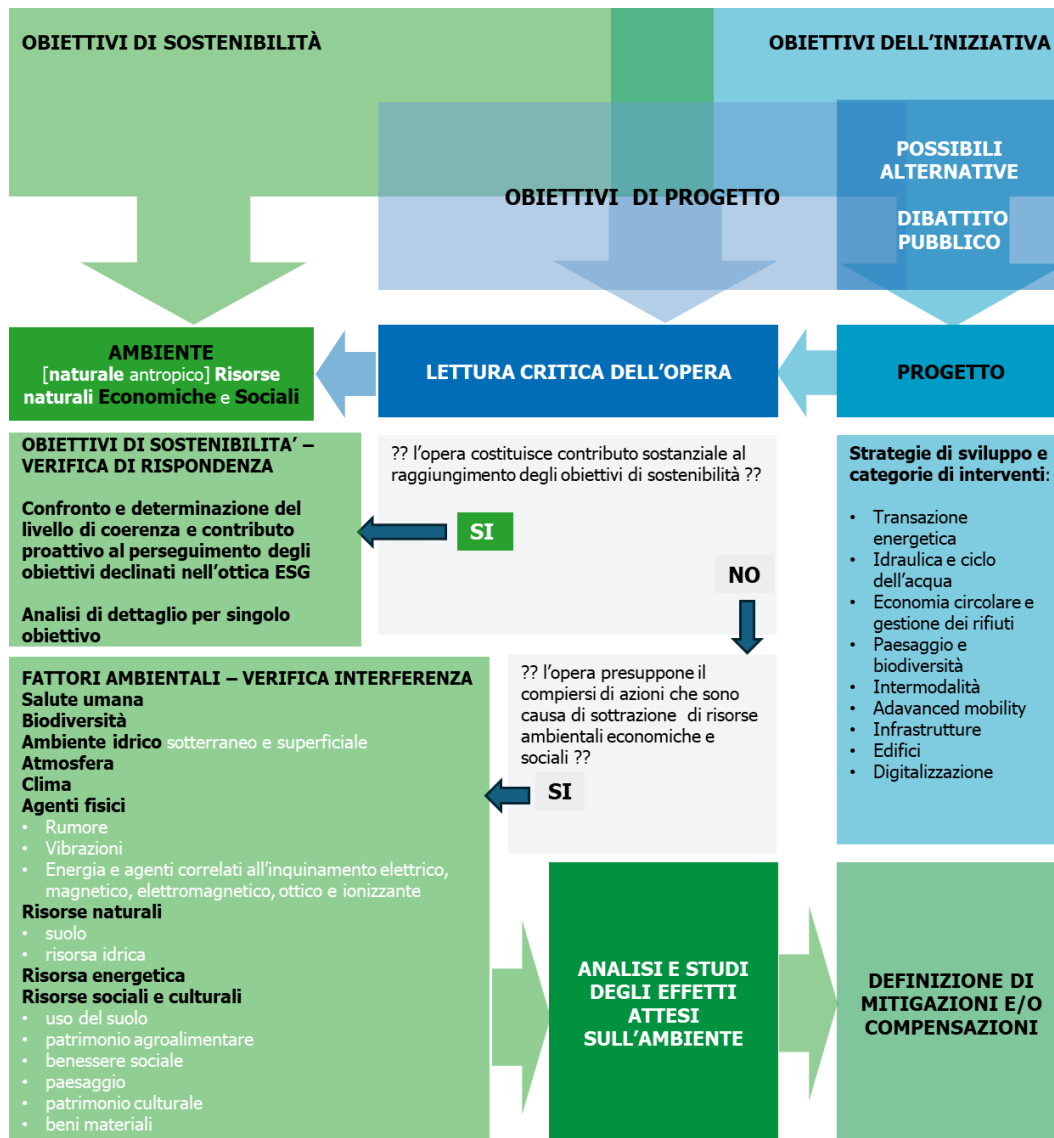 OBIETTIVI DI SOSTENIBILITÀ
OBIETTIVI DELL'INIZIATIVA
POSSIBILI
ALTERNATIVE
DIBATTITO
PUBBLICO
OBIETTIVI DI PROGETTO
AMBIENTE
[naturale antropico] Risorse
naturali Economiche e Sociali
LETTURA CRITICA DELL'OPERA
PROGETTO
OBIETTIVI DI SOSTENIBILITA' –
VERIFICA DI RISPONDENZA
Confronto e determinazione del
livello di coerenza e contributo
proattivo al perseguimento degli
obiettivi declinati nell'ottica ESG
Analisi di dettaglio per singolo
obiettivo
?? l'opera costituisce contributo sostanziale al
raggiungimento degli obiettivi di sostenibilità ??
SI
NO
Strategie di sviluppo e
categorie di interventi:
• Transazione
energetica
• Idraulica e ciclo
dell'acqua
• Economia circolare e
gestione dei rifiuti
• Paesaggio e
biodiversità
• Intermodalità
• Adavanced mobility
• Infrastrutture
• Edifici
• Digitalizzazione
?? l'opera presuppone il
compiersi di azioni che sono
causa di sottrazione di risorse
ambientali economiche e
sociali ??
SI
FATTORI AMBIENTALI – VERIFICA INTERFERENZA
Salute umana
Biodiversità
Ambiente idrico sotterraneo e superficiale
Atmosfera
Clima
Agenti fisici
• Rumore
• Vibrazioni
• Energia e agenti correlati all'inquinamento elettrico,
magnetico, elettromagnetico, ottico e ionizzante
Risorse naturali
• suolo
• risorsa idrica
Risorsa energetica
Risorse sociali e culturali
• uso del suolo
• patrimonio agroalimentare
• benessere sociale
• paesaggio
• patrimonio culturale
• beni materiali
ANALISI E STUDI
DEGLI EFFETTI
ATTESI
SULL'AMBIENTE
DEFINIZIONE DI
MITIGAZIONI E/O
COMPENSAZIONI